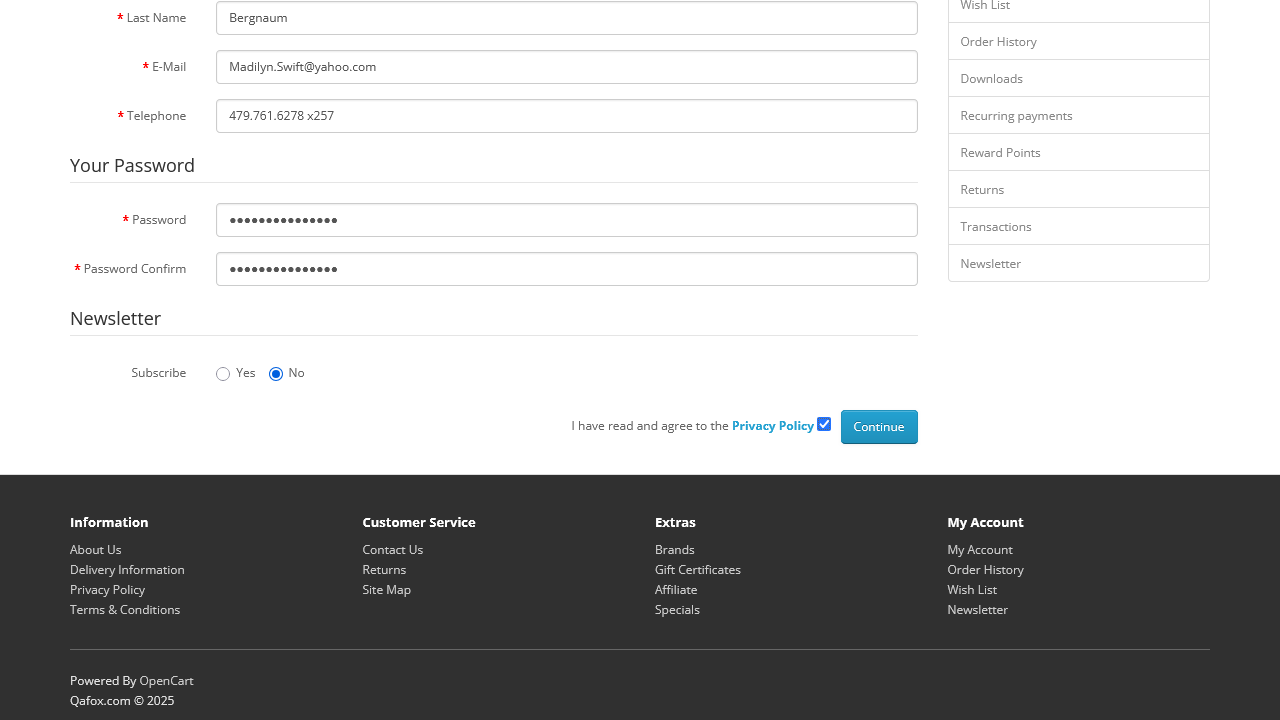 * Last Name Bergnaum
Wish List
Order History
* E-Mail Madilyn.Swift@yahoo.com
Downloads
* Telephone 479.761.6278 x257
Recurring payments
Reward Points
Your Password
Returns
* Password ●●●●●●●●●●●●●●●
Transactions
* Password Confirm ●●●●●●●●●●●●●●●
Newsletter
Newsletter
Subscribe Yes No
I have read and agree to the Privacy Policy Continue
Information Customer Service Extras My Account
About Us Contact Us Brands My Account
Delivery Information Returns Gift Certificates Order History
Privacy Policy Site Map Affiliate Wish List
Terms & Conditions Specials Newsletter
Powered By OpenCart
Qafox.com © 2025